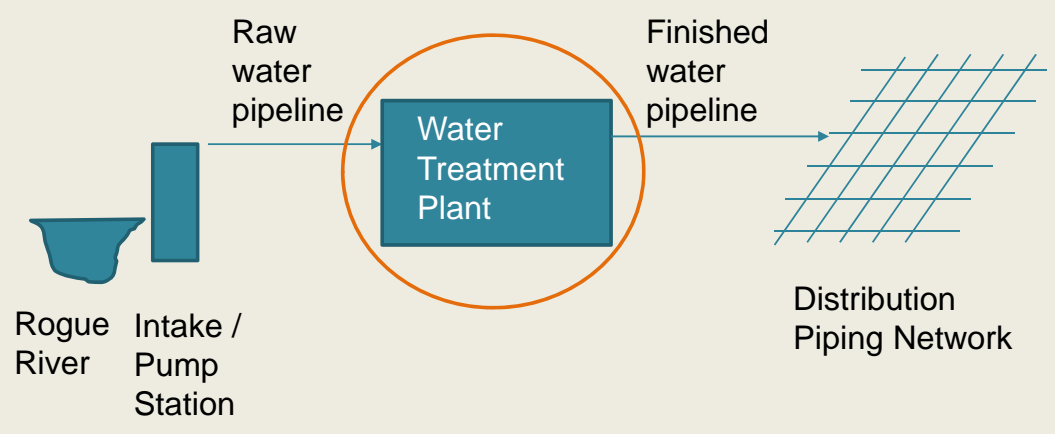 Raw
water
pipeline
Finished
water
pipeline
Water
Treatment
Plant
Rogue
River
Intake /
Pump
Station
Distribution
Piping Network